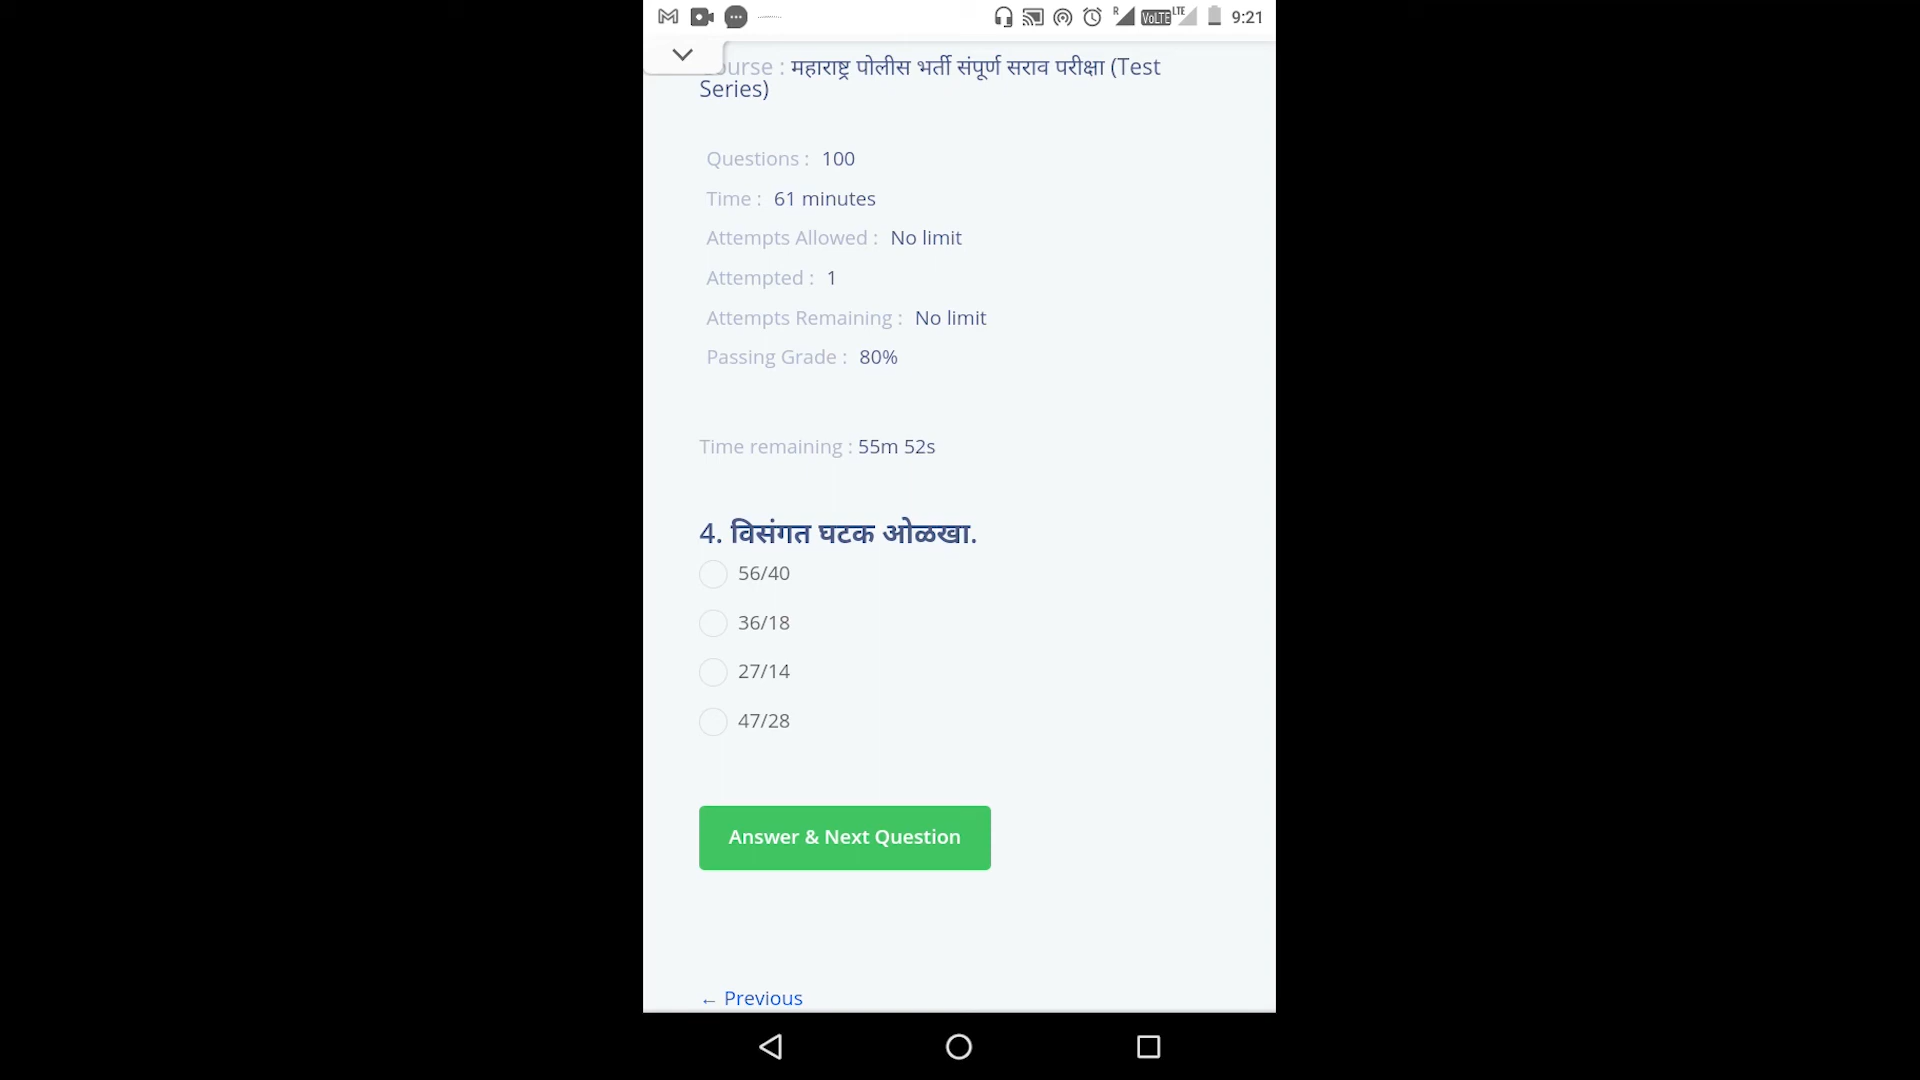 9:21
Course : महाराष्ट्र पोलीस भर्ती संपूर्ण सराव परीक्षा (Test
Series)
Questions : 100
Time : 61 minutes
Attempts Allowed : No limit
Attempted : 1
Attempts Remaining : No limit
Passing Grade : 80%
Time remaining : 55m 52s
4. विसंगत घटक ओळखा.
56/40
36/18
27/14
47/28
Answer & Next Question
← Previous